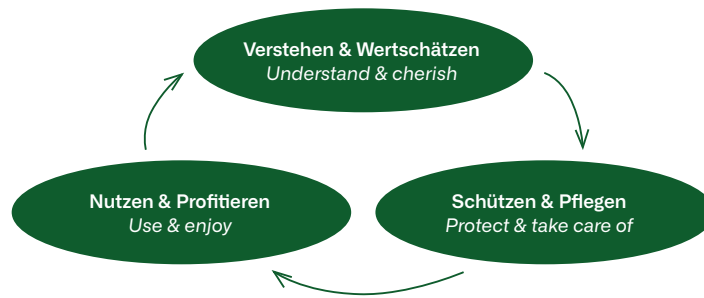 Verstehen & Wertschätzen
Understand & cherish
Nutzen & Profitieren
Use & enjoy
Schützen & Pflegen
Protect & take care of